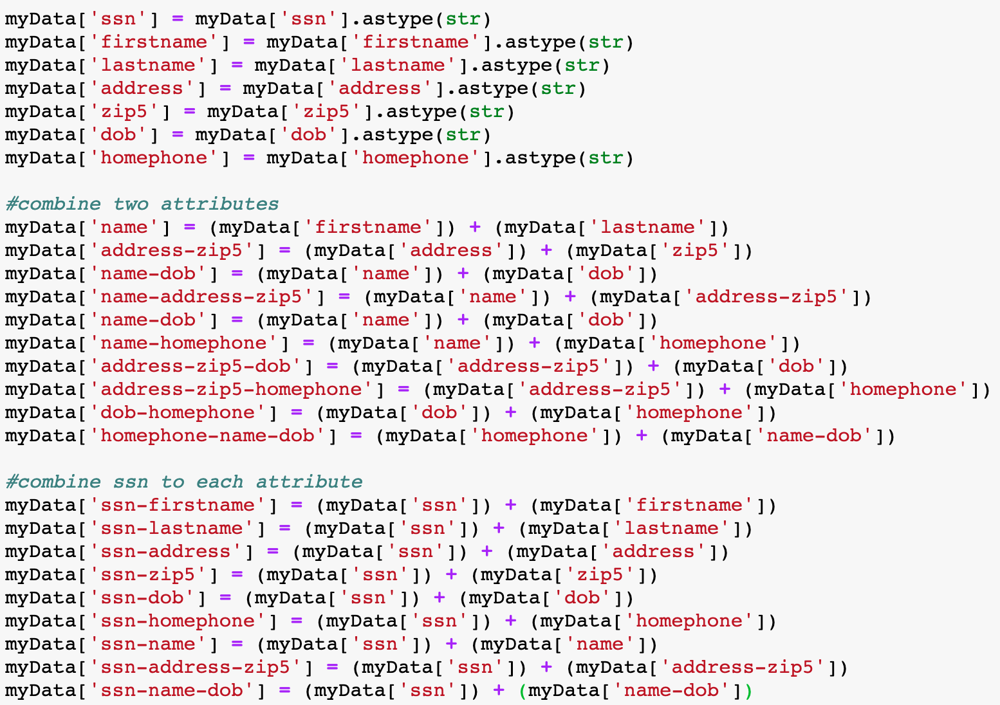 myData['ssn'] = myData['ssn'].astype(str)
myData['firstname'] = myData['firstname'].astype(str)
myData['lastname'] = myData['lastname'].astype(str)
myData['address'] = myData['address'].astype(str)
myData['zip5'] = myData['zip5'].astype(str)
myData['dob'] = myData['dob'].astype(str)
myData['homephone'] = myData['homephone'].astype(str)

#combine two attributes
myData['name'] = (myData['firstname']) + (myData['lastname'])
myData['address-zip5'] = (myData['address']) + (myData['zip5'])
myData['name-dob'] = (myData['name']) + (myData['dob'])
myData['name-address-zip5'] = (myData['name']) + (myData['address-zip5'])
myData['name-dob'] = (myData['name']) + (myData['dob'])
myData['name-homephone'] = (myData['name']) + (myData['homephone'])
myData['address-zip5-dob'] = (myData['address-zip5']) + (myData['dob'])
myData['address-zip5-homephone'] = (myData['address-zip5']) + (myData['homephone'])
myData['dob-homephone'] = (myData['dob']) + (myData['homephone'])
myData['homephone-name-dob'] = (myData['homephone']) + (myData['name-dob'])

#combine ssn to each attribute
myData['ssn-firstname'] = (myData['ssn']) + (myData['firstname'])
myData['ssn-lastname'] = (myData['ssn']) + (myData['lastname'])
myData['ssn-address'] = (myData['ssn']) + (myData['address'])
myData['ssn-zip5'] = (myData['ssn']) + (myData['zip5'])
myData['ssn-dob'] = (myData['ssn']) + (myData['dob'])
myData['ssn-homephone'] = (myData['ssn']) + (myData['homephone'])
myData['ssn-name'] = (myData['ssn']) + (myData['name'])
myData['ssn-address-zip5'] = (myData['ssn']) + (myData['address-zip5'])
myData['ssn-name-dob'] = (myData['ssn']) + (myData['name-dob'])